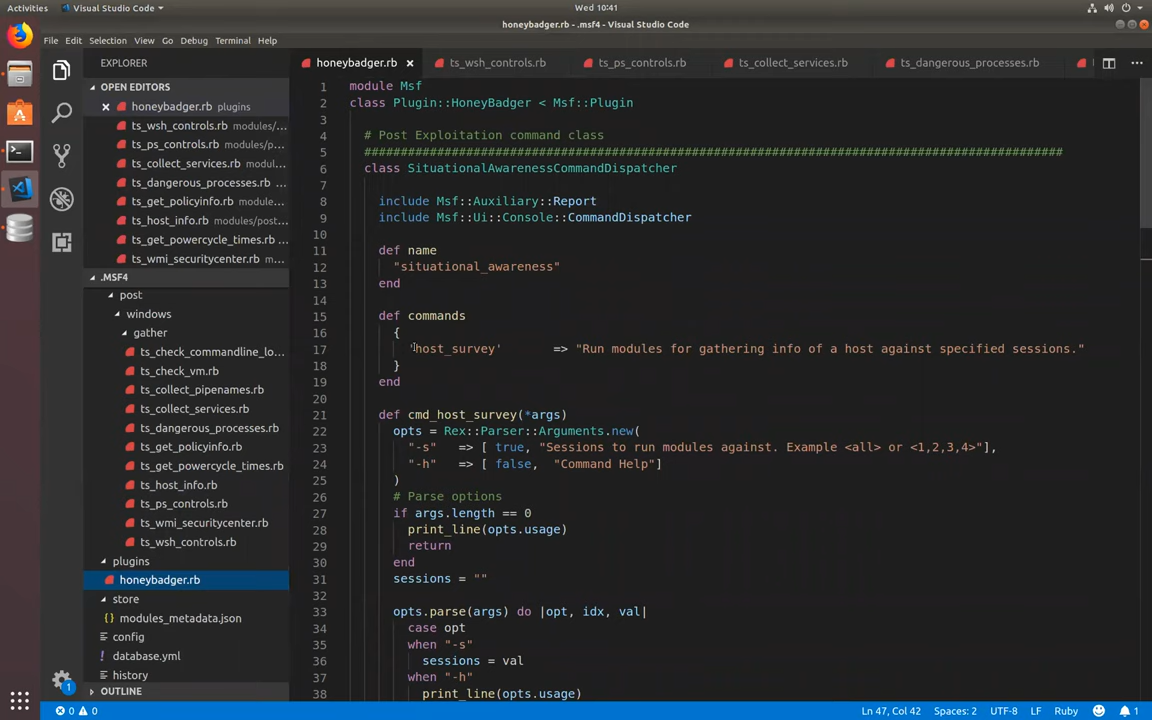 Activities
Visual Studio Code
Wed 10:41
honeybadger.rb - .msf4 - Visual Studio Code
File Edit Selection View Go Debug Terminal Help
EXPLORER
OPEN EDITORS
honeybadger.rb plugins
ts_wsh_controls.rb modules/...
ts_ps_controls.rb modules/p...
ts_collect_services.rb modul...
ts_dangerous_processes.rb ...
ts_get_policyinfo.rb modul...
ts_host_info.rb modules/post...
ts_get_powercycle_times.rb ...
ts_wmi_securitycenter.rb m...
.MSF4
post
windows
gather
ts_check_commandline_lo...
ts_check_vm.rb
ts_collect_pipenames.rb
ts_collect_services.rb
ts_dangerous_processes.rb
ts_get_policyinfo.rb
ts_get_powercycle_times.rb
ts_host_info.rb
ts_ps_controls.rb
ts_wmi_securitycenter.rb
ts_wsh_controls.rb
plugins
honeybadger.rb
store
modules_metadata.json
config
database.yml
history
OUTLINE
honeybadger.rb
ts_wsh_controls.rb
ts_ps_controls.rb
ts_collect_services.rb
ts_dangerous_processes.rb
1 module Msf
2 class Plugin::HoneyBadger < Msf::Plugin
3
4 # Post Exploitation command class
5 ################################################################################################
6 class SituationalAwarenessCommandDispatcher
7
8 include Msf::Auxiliary::Report
9 include Msf::Ui::Console::CommandDispatcher
10
11 def name
12 "situational_awareness"
13 end
14
15 def commands
16 {
17 'host_survey' => "Run modules for gathering info of a host against specified sessions."
18 }
19 end
20
21 def cmd_host_survey(*args)
22 opts = Rex::Parser::Arguments.new(
23 "-s" => [ true, "Sessions to run modules against. Example <all> or <1,2,3,4>"],
24 "-h" => [ false, "Command Help"]
25 )
26 # Parse options
27 if args.length == 0
28 print_line(opts.usage)
29 return
30 end
31 sessions = ""
32
33 opts.parse(args) do |opt, idx, val|
34 case opt
35 when "-s"
36 sessions = val
37 when "-h"
38 print_line(opts.usage)
0 0
Ln 47, Col 42
Spaces: 2
UTF-8
LF
Ruby
1
1